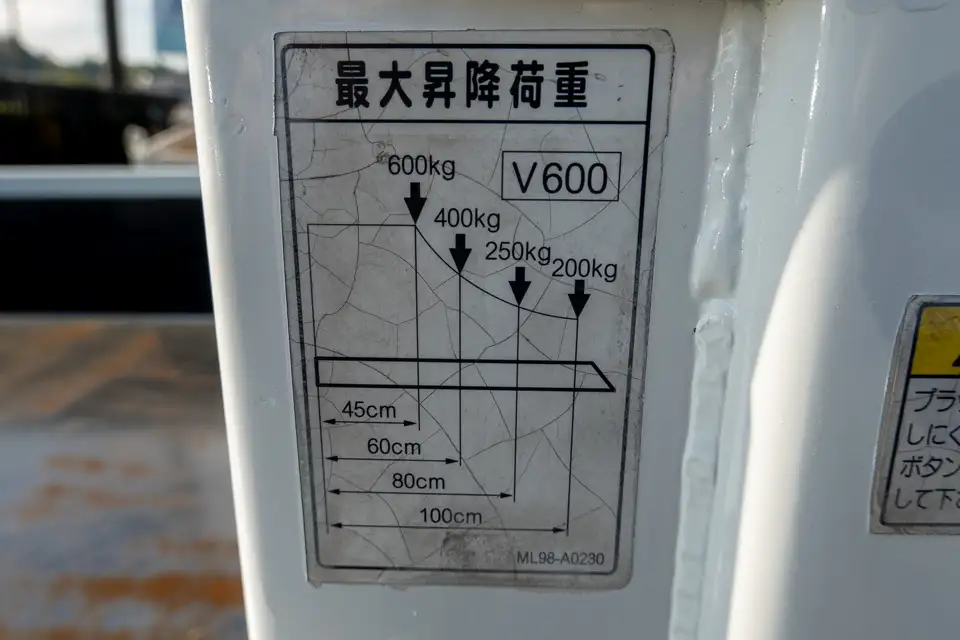 最大昇降荷重
V600
600kg
400kg
250kg
200kg
45cm
60cm
80cm
100cm
ML98-A0230
プラ
しにく
ボタン
して下